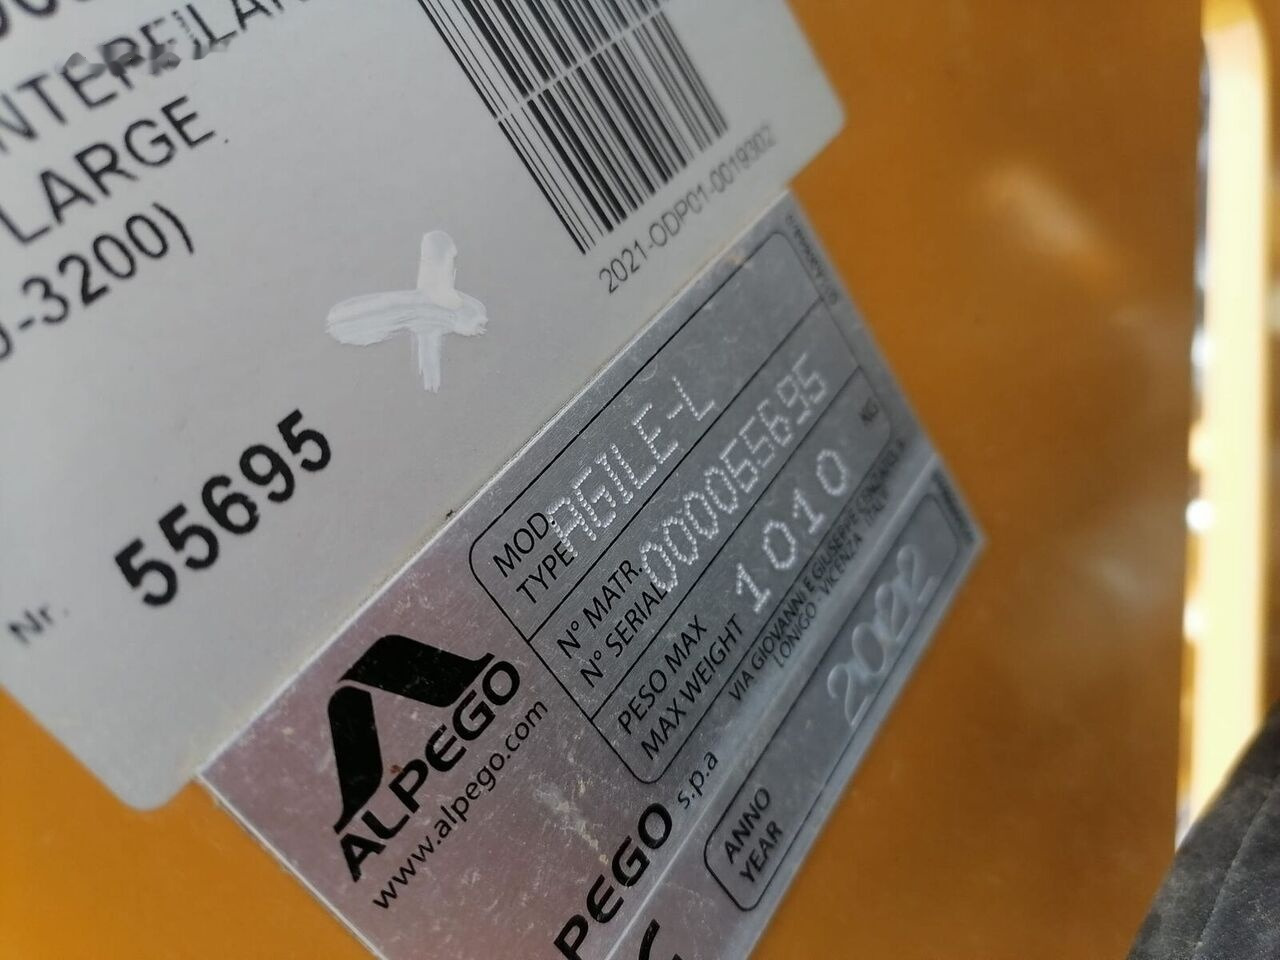 LARGE
-3200)
2021-ODP01-0019302
Nr. 55695
ALPEGO
www.alpego.com
MOD.
TYPE
AGILE-L
N° MATR.
N° SERIAL
000055695
PESO MAX
MAX WEIGHT
1010
KG
PEGO s.p.a
VIA GIOVANNI E GIUSEPPE
LONIGO - VICENZA ITALY
ANNO
YEAR
2022